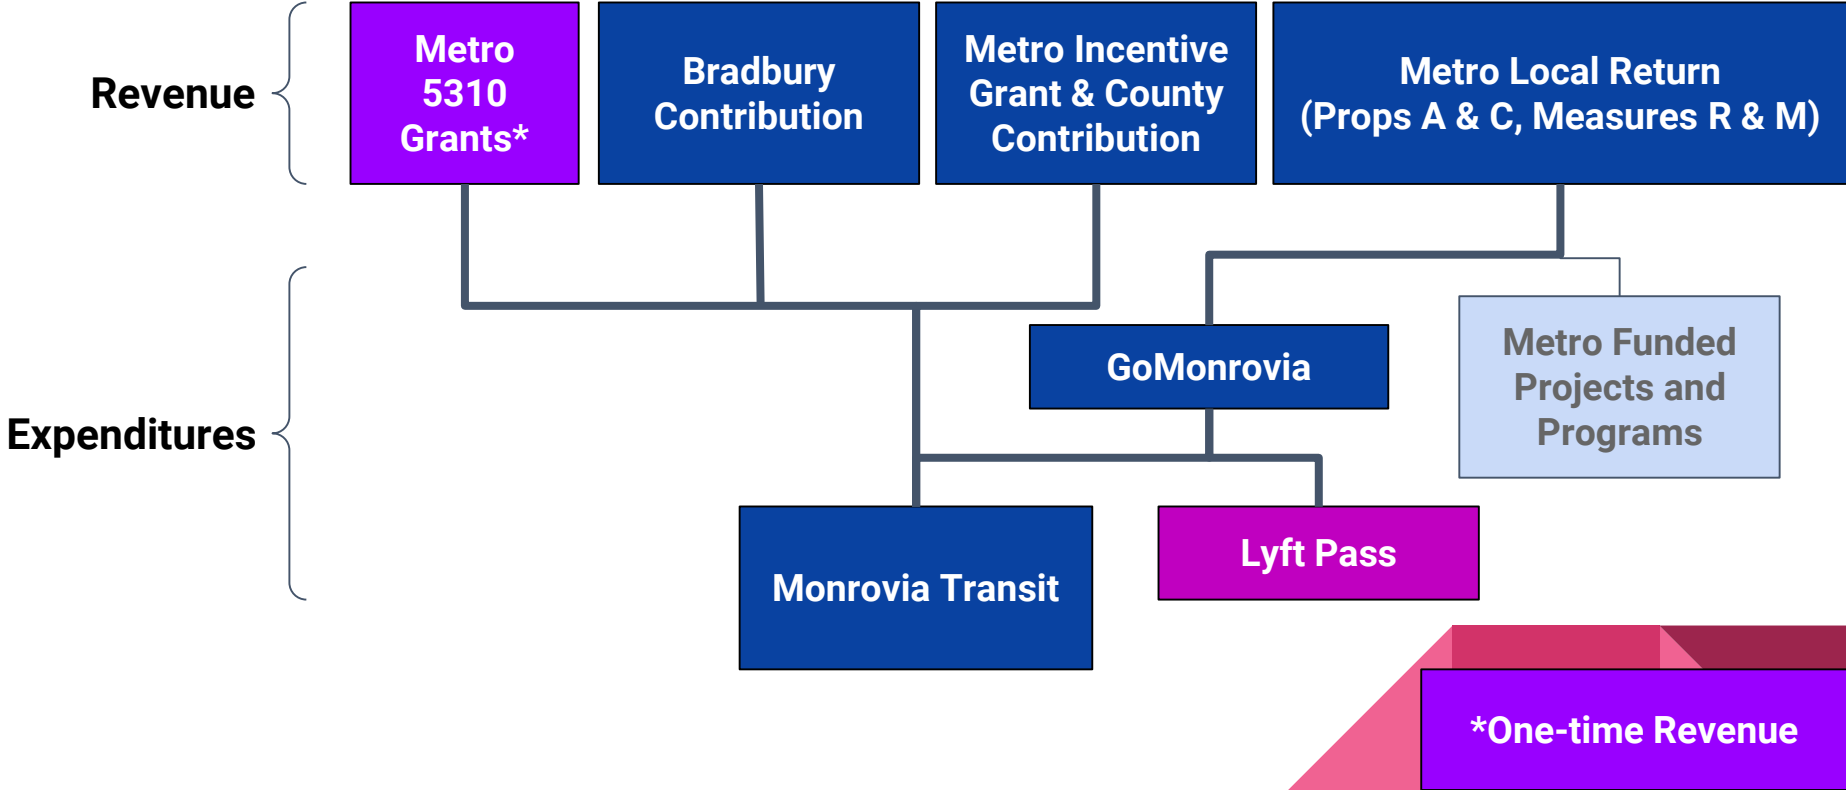 Revenue
Metro
5310
Grants*
Bradbury
Contribution
Metro Incentive
Grant & County
Contribution
Metro Local Return
(Props A & C, Measures R & M)
Expenditures
GoMonrovia
Metro Funded
Projects and
Programs
Monrovia Transit
Lyft Pass
*One-time Revenue